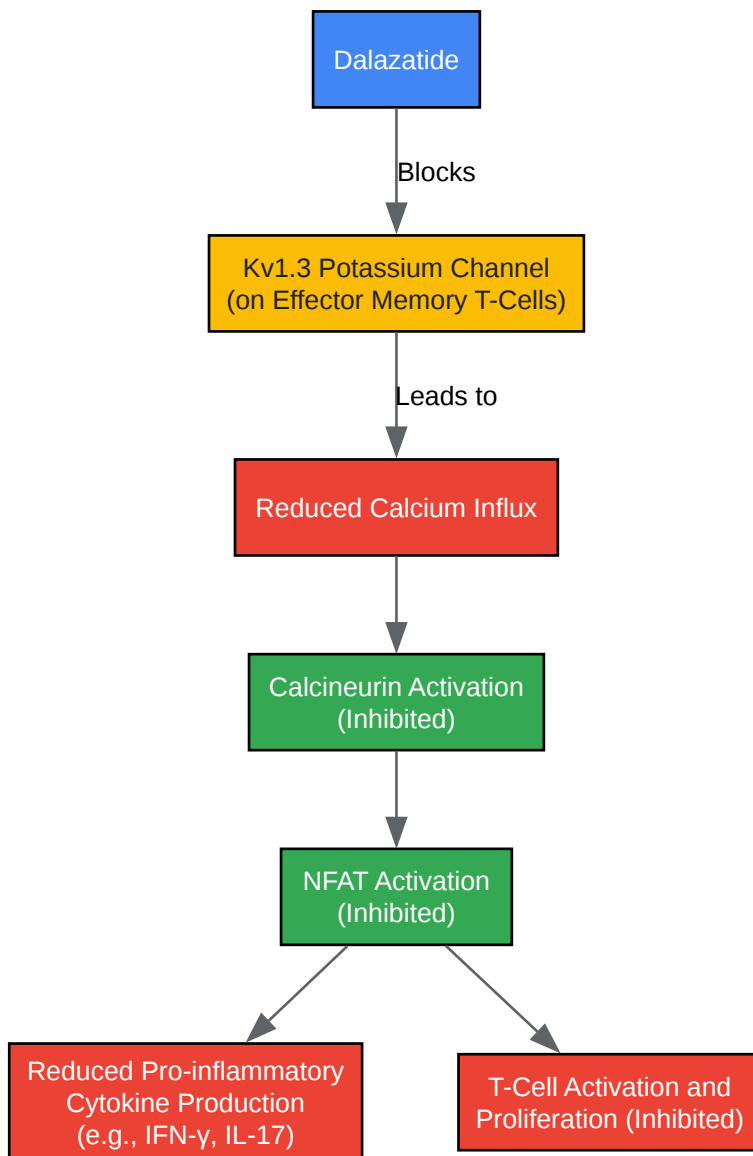 Dalazatide
Blocks
Kv1.3 Potassium Channel
(on Effector Memory T-Cells)
Leads to
Reduced Calcium Influx
Calcineurin Activation
(Inhibited)
NFAT Activation
(Inhibited)
Reduced Pro-inflammatory
Cytokine Production
(e.g., IFN-γ, IL-17)
T-Cell Activation and
Proliferation (Inhibited)